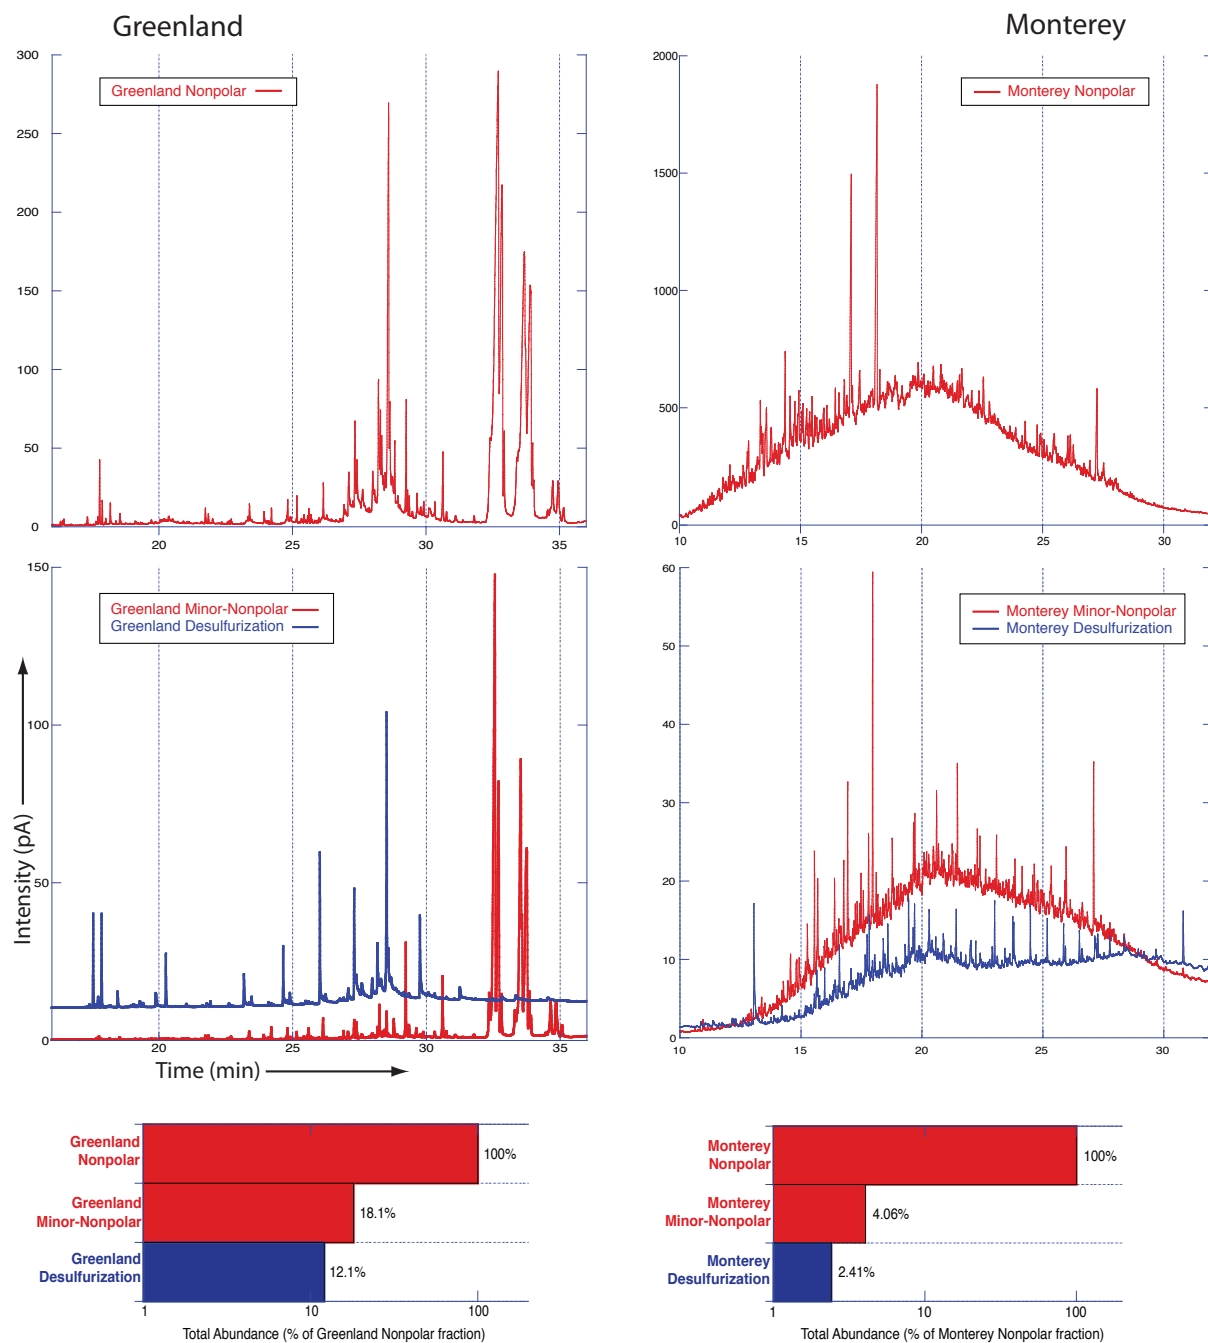 Greenland
Monterey
300
250
200
150
100
50
0
Greenland Nonpolar
20
25
30
35
2000
1500
1000
500
0
Monterey Nonpolar
10
15
20
25
30
150
100
50
0
Greenland Minor-Nonpolar
Greenland Desulfurization
20
25
30
35
Intensity (pA)
Time (min)
60
50
40
30
20
10
0
Monterey Minor-Nonpolar
Monterey Desulfurization
10
15
20
25
30
Greenland
Nonpolar
100%
Greenland
Minor-Nonpolar
18.1%
Greenland
Desulfurization
12.1%
1
10
100
Total Abundance (% of Greenland Nonpolar fraction)
Monterey
Nonpolar
100%
Monterey
Minor-Nonpolar
4.06%
Monterey
Desulfurization
2.41%
1
10
100
Total Abundance (% of Monterey Nonpolar fraction)